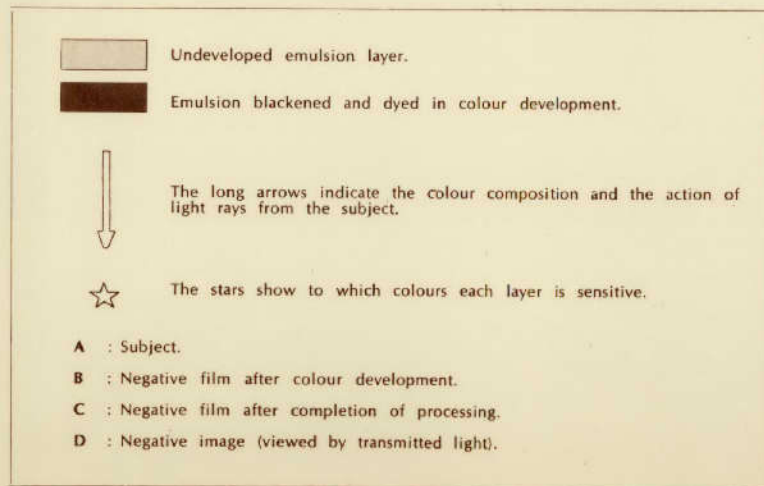 Undeveloped emulsion layer.
Emulsion blackened and dyed in colour development.
The long arrows indicate the colour composition and the action of
light rays from the subject.
The stars show to which colours each layer is sensitive.
A : Subject.
B : Negative film after colour development.
C : Negative film after completion of processing.
D : Negative image (viewed by transmitted light).